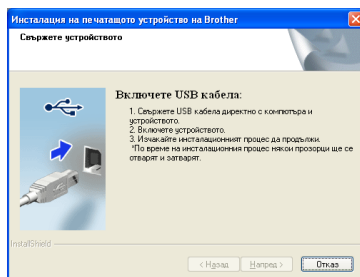 Инсталация на печатащото устройство на Brother
Свържете устройството
Включете USB кабела:
1. Свържете USB кабела директно с компютъра и
устройството.
2. Включете устройството.
3. Изчакайте инсталационният процес да продължи.
*По време на инсталационния процес някои прозорци ще се
отварят и затварят.
InstallShield
< Назад
Напред >
Отказ